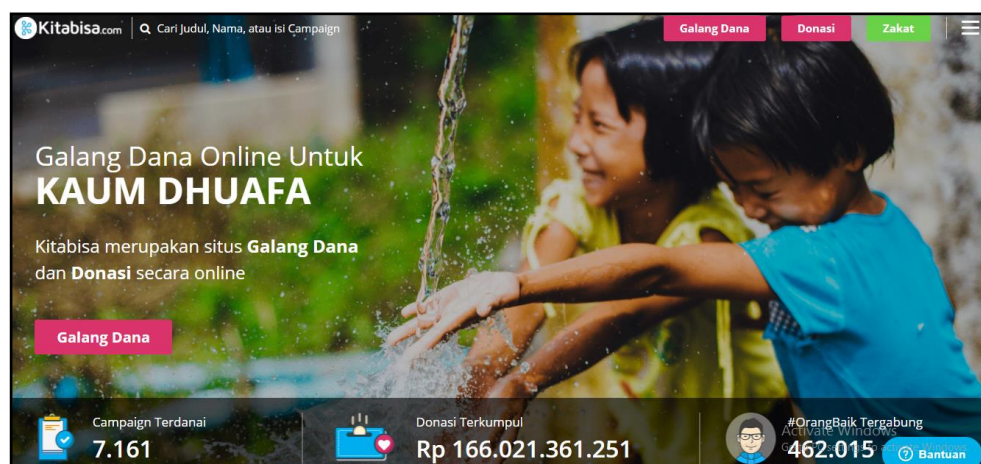 Kitabisa.com
Cari Judul, Nama, atau isi Campaign
Galang Dana
Donasi
Zakat
Galang Dana Online Untuk
KAUM DHUAFA
Kitabisa merupakan situs Galang Dana
dan Donasi secara online
Galang Dana
Campaign Terdanai
7.161
Donasi Terkumpul
Rp 166.021.361.251
#OrangBaik Tergabung
462.015
Activate Windows
Bantuan